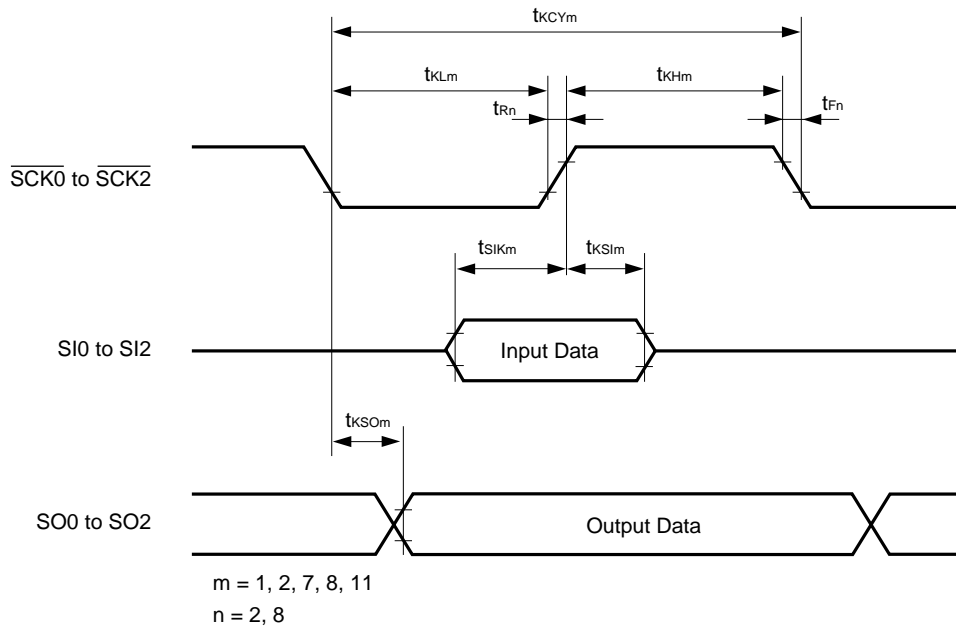 tKCYm
tKLm
tKHm
tRn
tFn
SCK0 to SCK2
tSIKm
tKSIm
SI0 to SI2
Input Data
tKSOm
SO0 to SO2
Output Data
m = 1, 2, 7, 8, 11
n = 2, 8